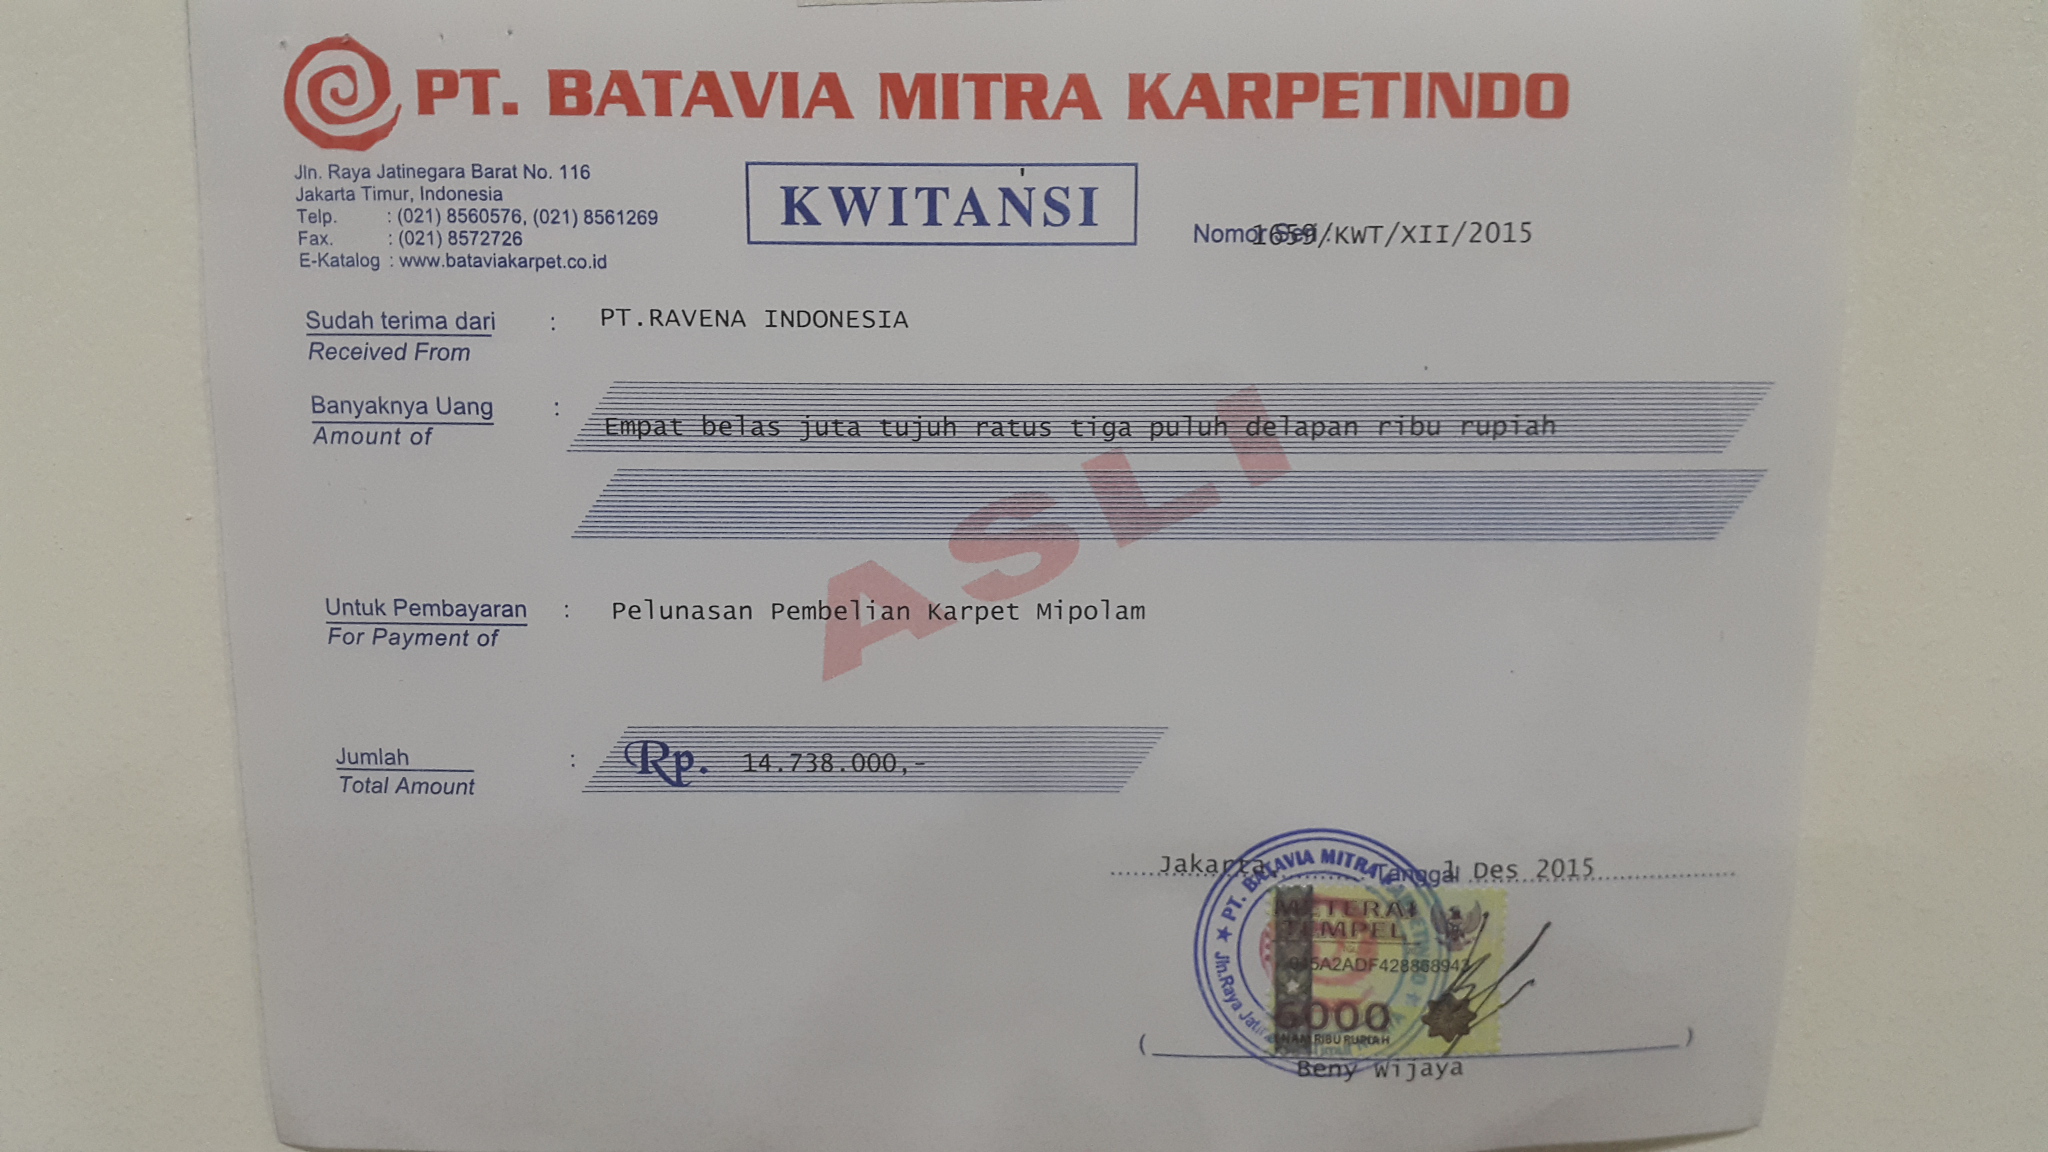 PT. BATAVIA MITRA KARPETINDO
Jln. Raya Jatinegara Barat No. 116
Jakarta Timur, Indonesia
Telp. : (021) 8560576, (021) 8561269
Fax. : (021) 8572726
E-Katalog : www.bataviakarpet.co.id
KWITANSI
Nomor Seri : 1659/KWT/XII/2015
Sudah terima dari : PT.RAVENA INDONESIA
Received From
Banyaknya Uang : Empat belas juta tujuh ratus tiga puluh delapan ribu rupiah
Amount of
ASLI
Untuk Pembayaran : Pelunasan Pembelian Karpet Mipolam
For Payment of
Jumlah : Rp. 14.738.000,-
Total Amount
Jakarta, Tanggal 1 Des 2015
PT. BATAVIA MITRA KARPETINDO
Jln.Raya
METERAI
TEMPEL
6000
ENAM RIBU RUPIAH
( )
Beny Wijaya